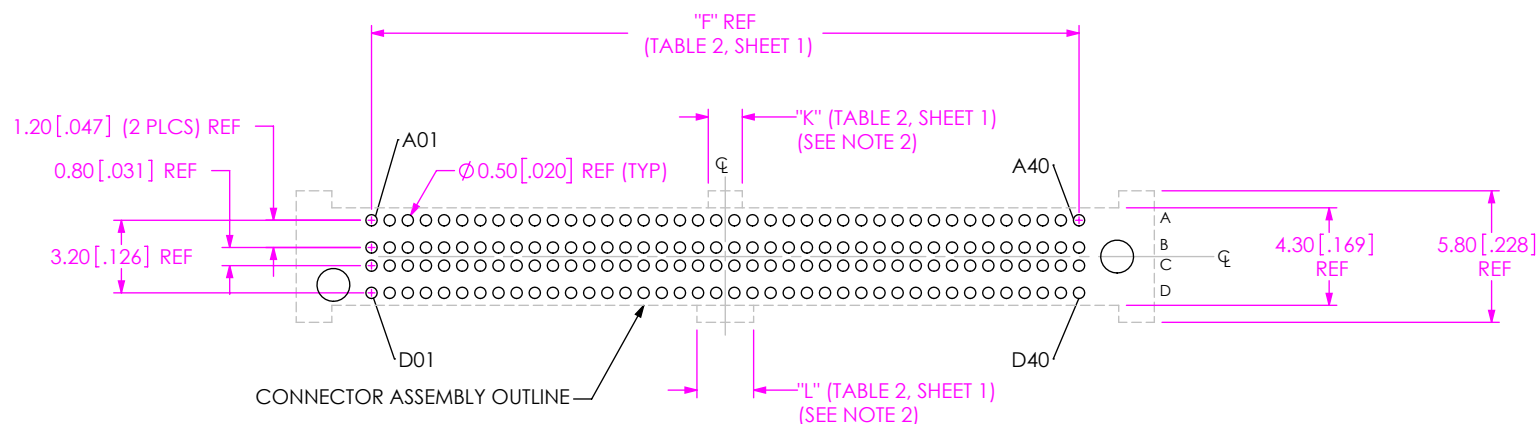 "F" REF
(TABLE 2, SHEET 1)
1.20 [.047] (2 PLCS) REF
A01
"K" (TABLE 2, SHEET 1)
(SEE NOTE 2)
0.80 [.031] REF
Ø 0.50 [.020] REF (TYP)
℄
A40
A
3.20 [.126] REF
B
C
℄
4.30 [.169]
REF
5.80 [.228]
REF
D
D01
D40
CONNECTOR ASSEMBLY OUTLINE
"L" (TABLE 2, SHEET 1)
(SEE NOTE 2)